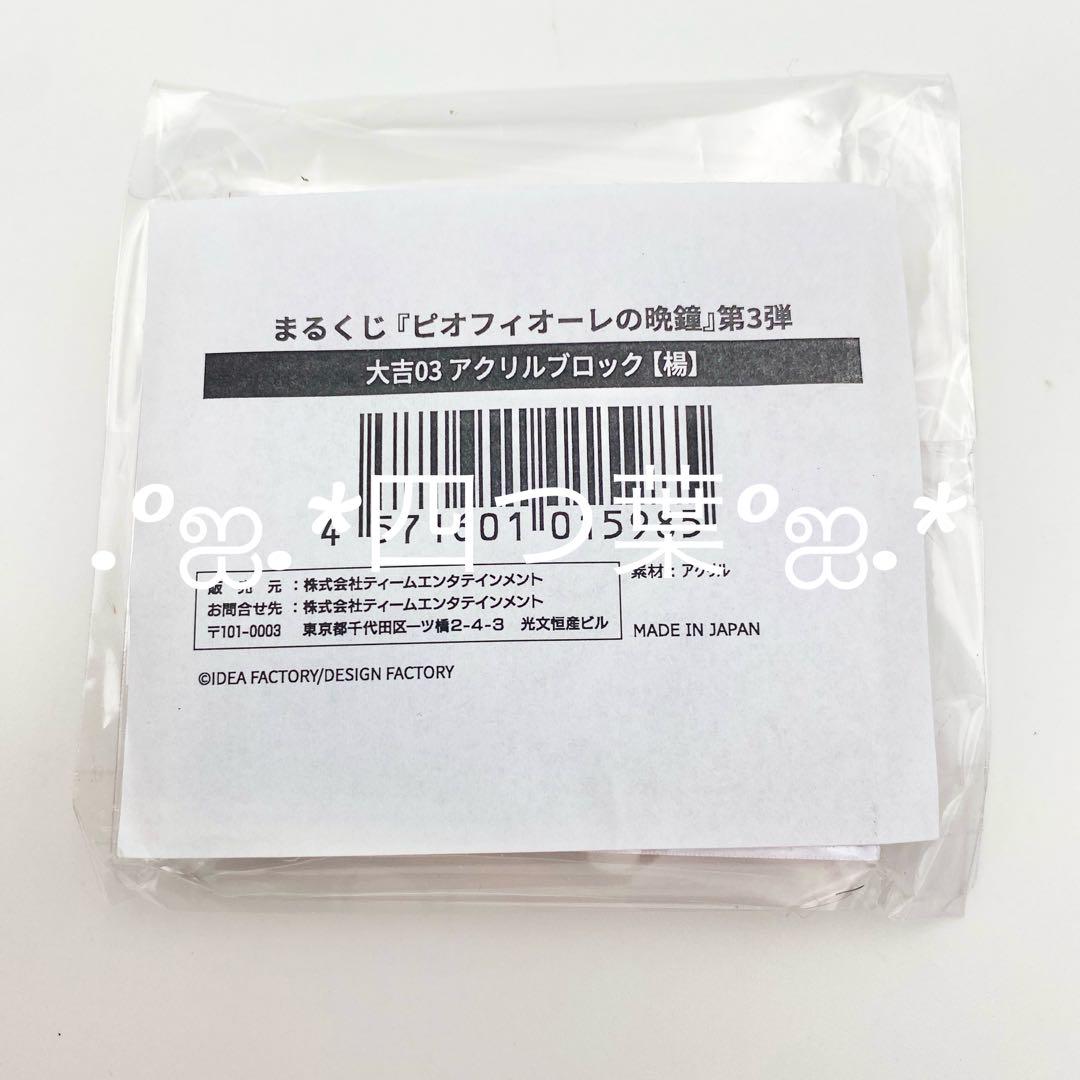 まるくじ『ピオフィオーレの晩鐘』第3弾
大吉03 アクリルブロック【楊】
4 571601 015985
.°ஐ.*四つ葉°ஐ.*
販売元:株式会社ティームエンタテインメント
素材:アクリル
お問合せ先:株式会社ティームエンタテインメント
〒101-0003 東京都千代田区一ツ橋2-4-3 光文恒産ビル
MADE IN JAPAN
©IDEA FACTORY/DESIGN FACTORY